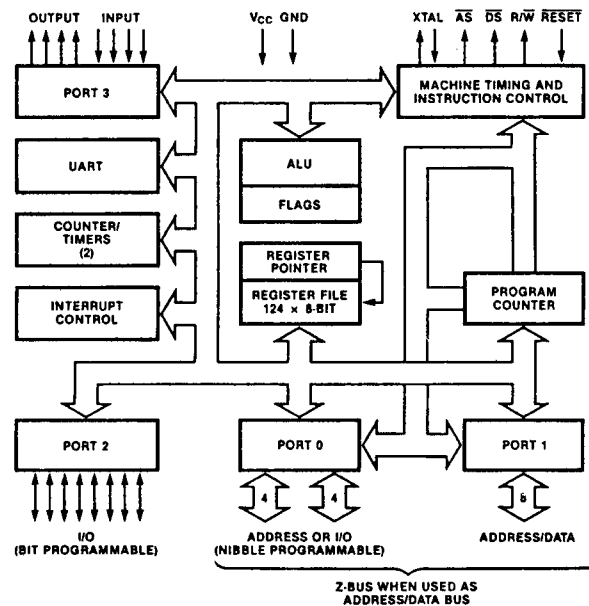 OUTPUT INPUT VCC GND XTAL AS DS R/W RESET
PORT 3
MACHINE TIMING AND
INSTRUCTION CONTROL
UART
ALU
FLAGS
COUNTER/
TIMERS
(2)
REGISTER
POINTER
REGISTER FILE
124 × 8-BIT
PROGRAM
COUNTER
INTERRUPT
CONTROL
PORT 2
PORT 0
PORT 1
4 4 8
I/O
(BIT PROGRAMMABLE)
ADDRESS OR I/O
(NIBBLE PROGRAMMABLE)
ADDRESS/DATA
Z-BUS WHEN USED AS
ADDRESS/DATA BUS